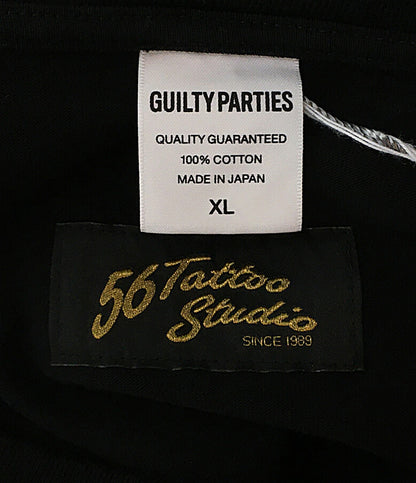 GUILTY PARTIES
QUALITY GUARANTEED
100% COTTON
MADE IN JAPAN
XL
56 Tattoo
Studio
SINCE 1989